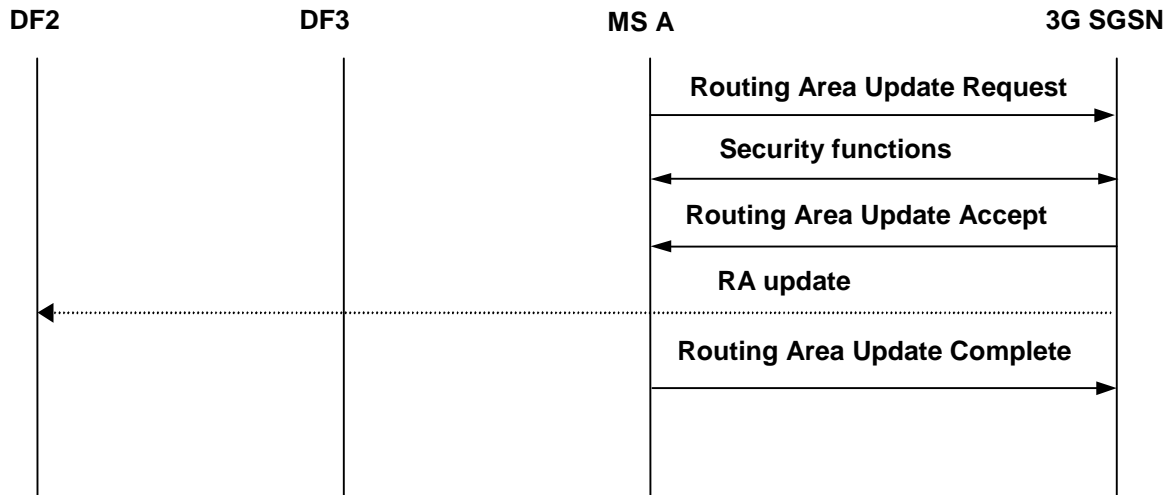 DF2 DF3 MS A 3G SGSN
Routing Area Update Request
Security functions
Routing Area Update Accept
RA update
Routing Area Update Complete